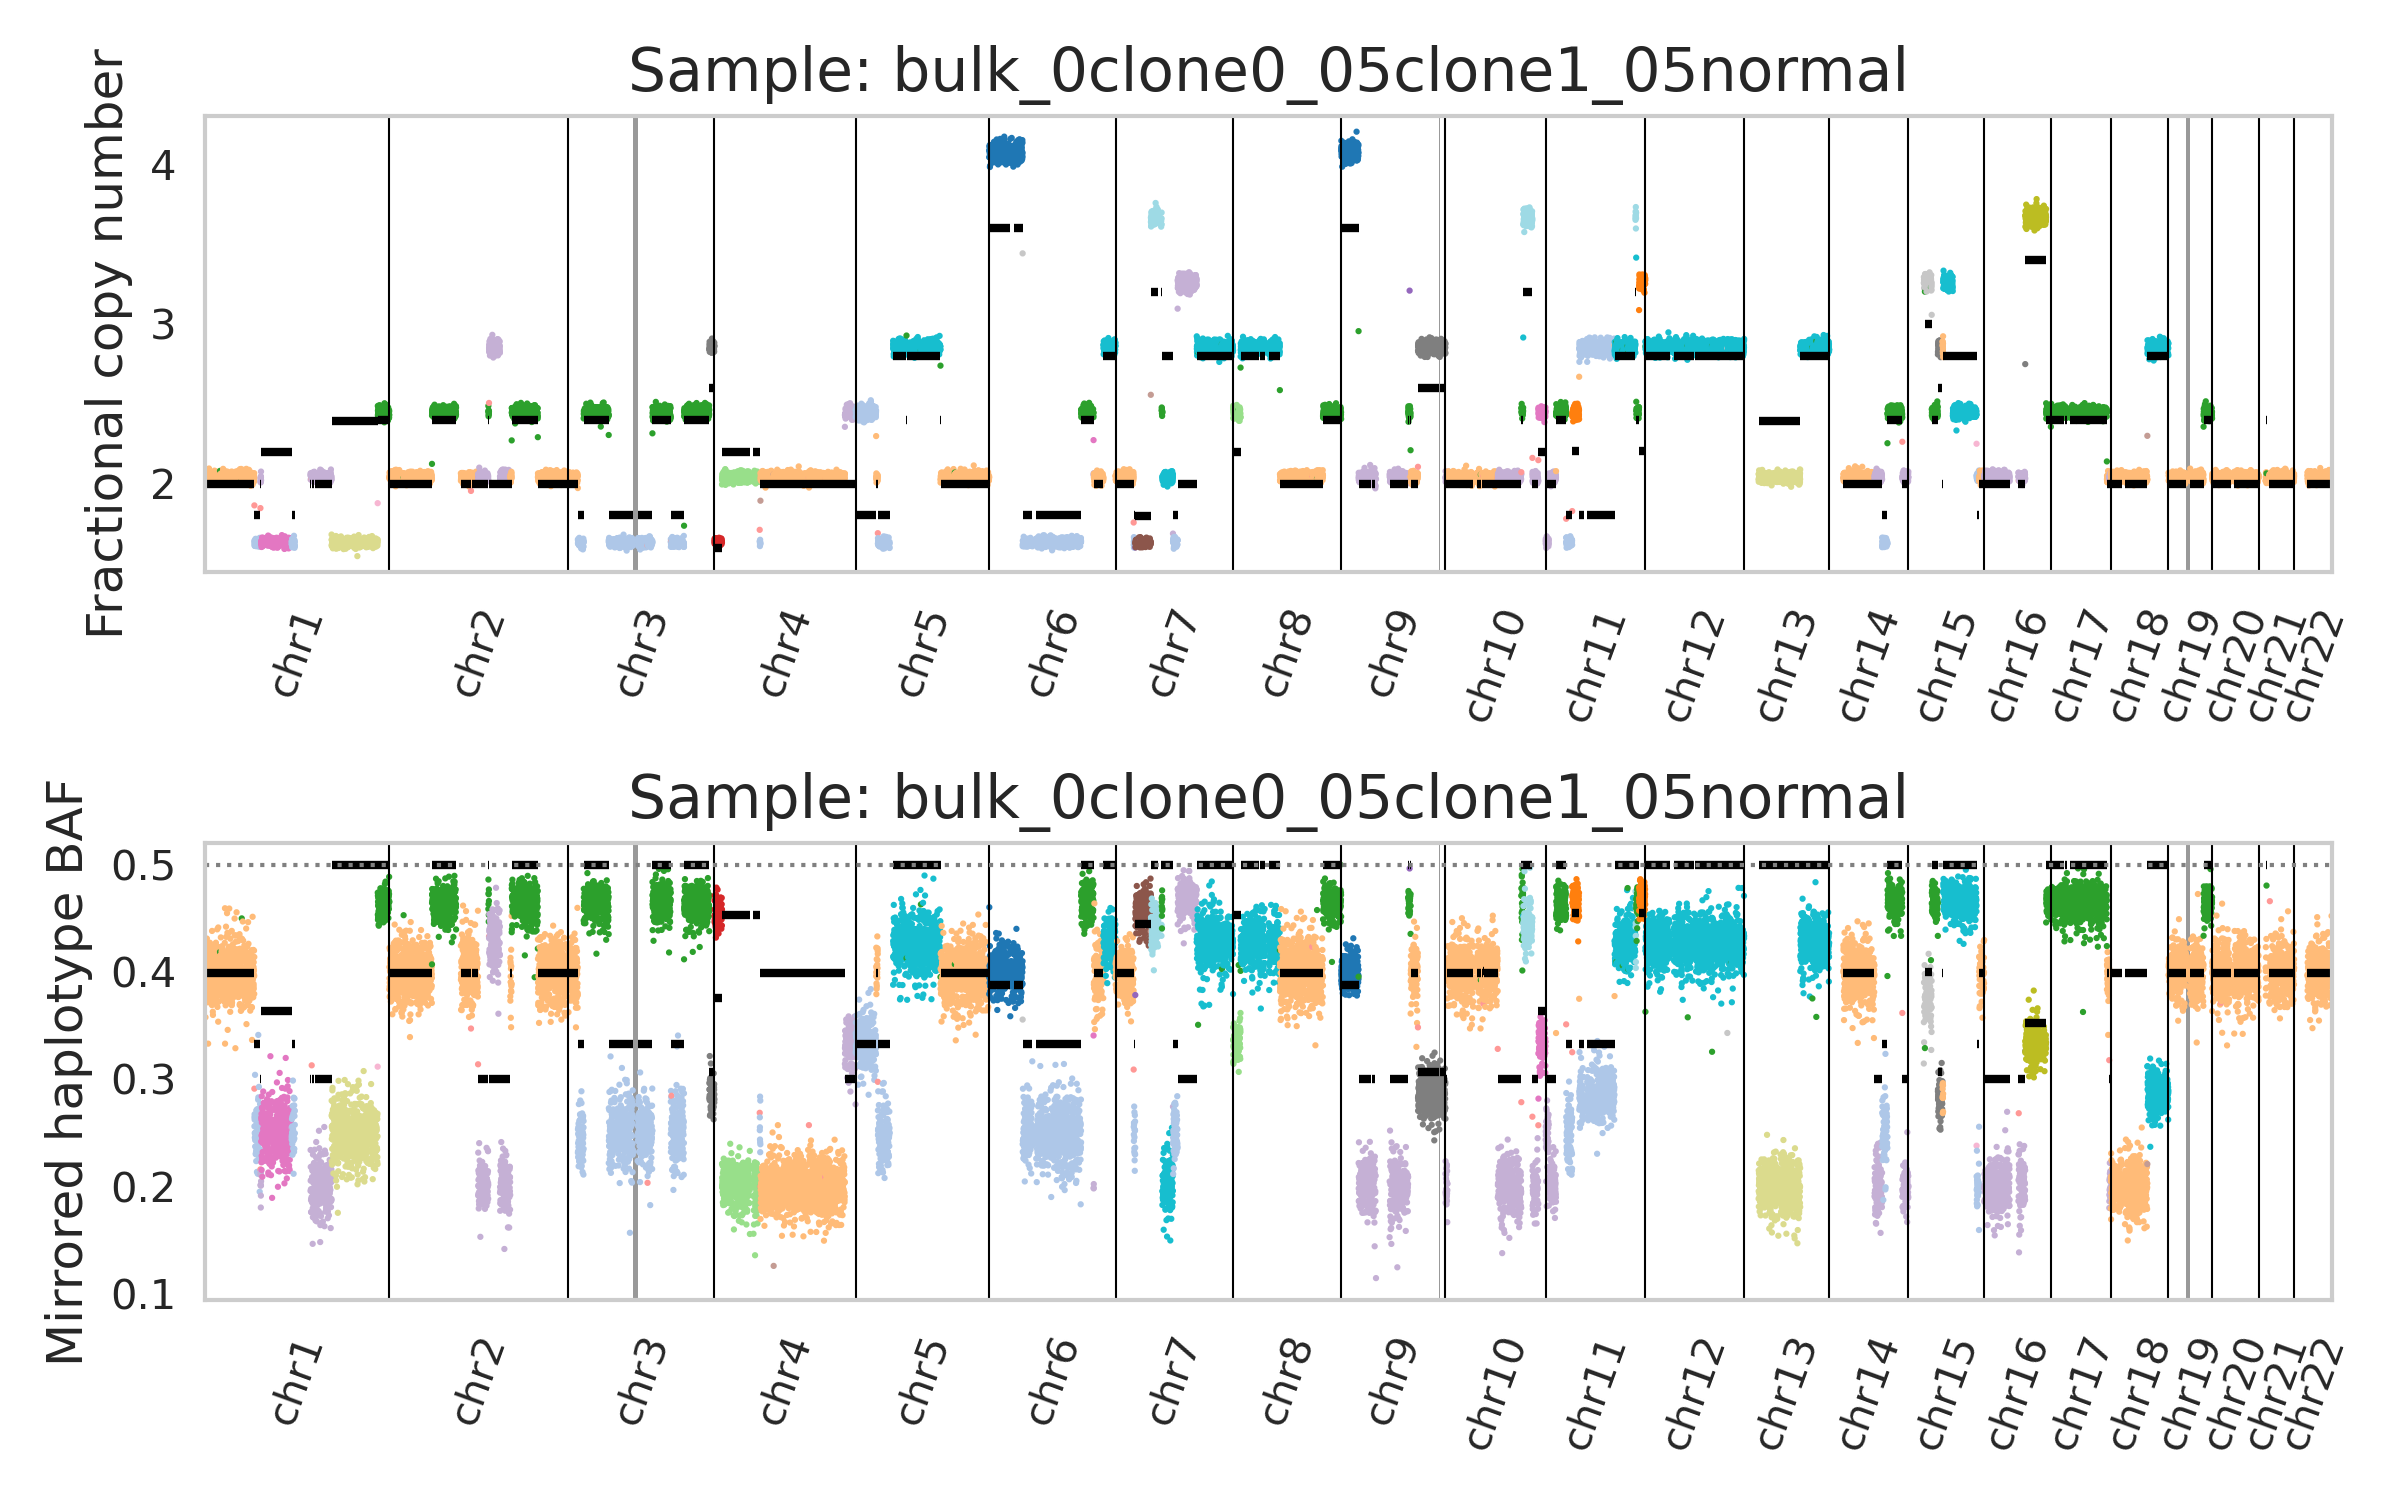 Sample: bulk_0clone0_05clone1_05normal
Fractional copy number
4
3
2
chr1
chr2
chr3
chr4
chr5
chr6
chr7
chr8
chr9
chr10
chr11
chr12
chr13
chr14
chr15
chr16
chr17
chr18
chr19
chr20
chr21
chr22
Sample: bulk_0clone0_05clone1_05normal
Mirrored haplotype BAF
0.5
0.4
0.3
0.2
0.1
chr1
chr2
chr3
chr4
chr5
chr6
chr7
chr8
chr9
chr10
chr11
chr12
chr13
chr14
chr15
chr16
chr17
chr18
chr19
chr20
chr21
chr22